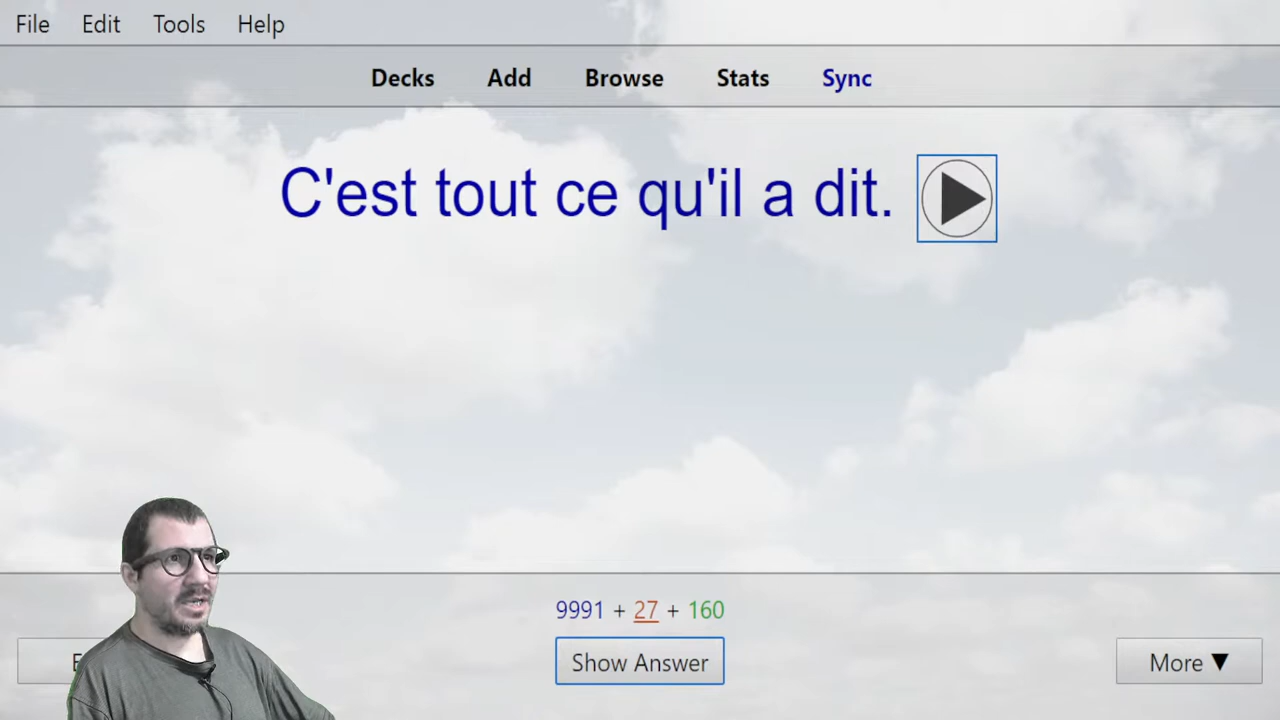 File Edit Tools Help
Decks Add Browse Stats Sync
C'est tout ce qu'il a dit.
9991 + 27 + 160
Show Answer
More ▼